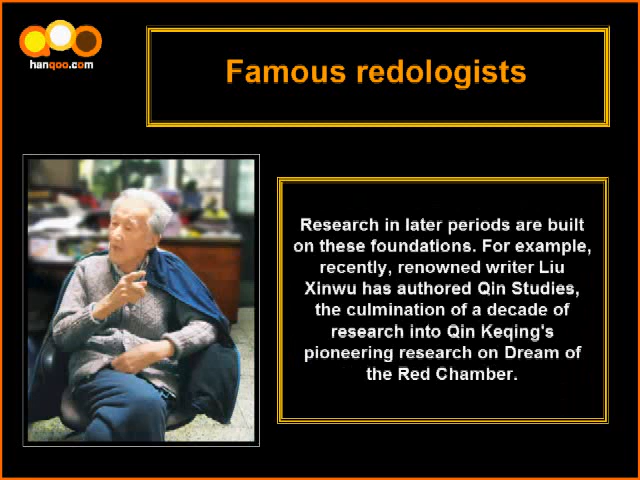 hanqoo.com
Famous redologists
Research in later periods are built
on these foundations. For example,
recently, renowned writer Liu
Xinwu has authored Qin Studies,
the culmination of a decade of
research into Qin Keqing's
pioneering research on Dream of
the Red Chamber.